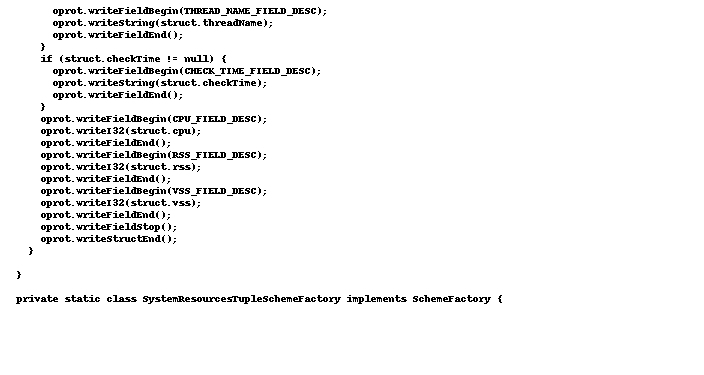 oprot.writeFieldBegin(THREAD_NAME_FIELD_DESC);
oprot.writeString(struct.threadName);
oprot.writeFieldEnd();
}
if (struct.checkTime != null) {
oprot.writeFieldBegin(CHECK_TIME_FIELD_DESC);
oprot.writeString(struct.checkTime);
oprot.writeFieldEnd();
}
oprot.writeFieldBegin(CPU_FIELD_DESC);
oprot.writeI32(struct.cpu);
oprot.writeFieldEnd();
oprot.writeFieldBegin(RSS_FIELD_DESC);
oprot.writeI32(struct.rss);
oprot.writeFieldEnd();
oprot.writeFieldBegin(VSS_FIELD_DESC);
oprot.writeI32(struct.vss);
oprot.writeFieldEnd();
oprot.writeFieldStop();
oprot.writeStructEnd();
}
}
private static class SystemResourcesTupleSchemeFactory implements SchemeFactory {